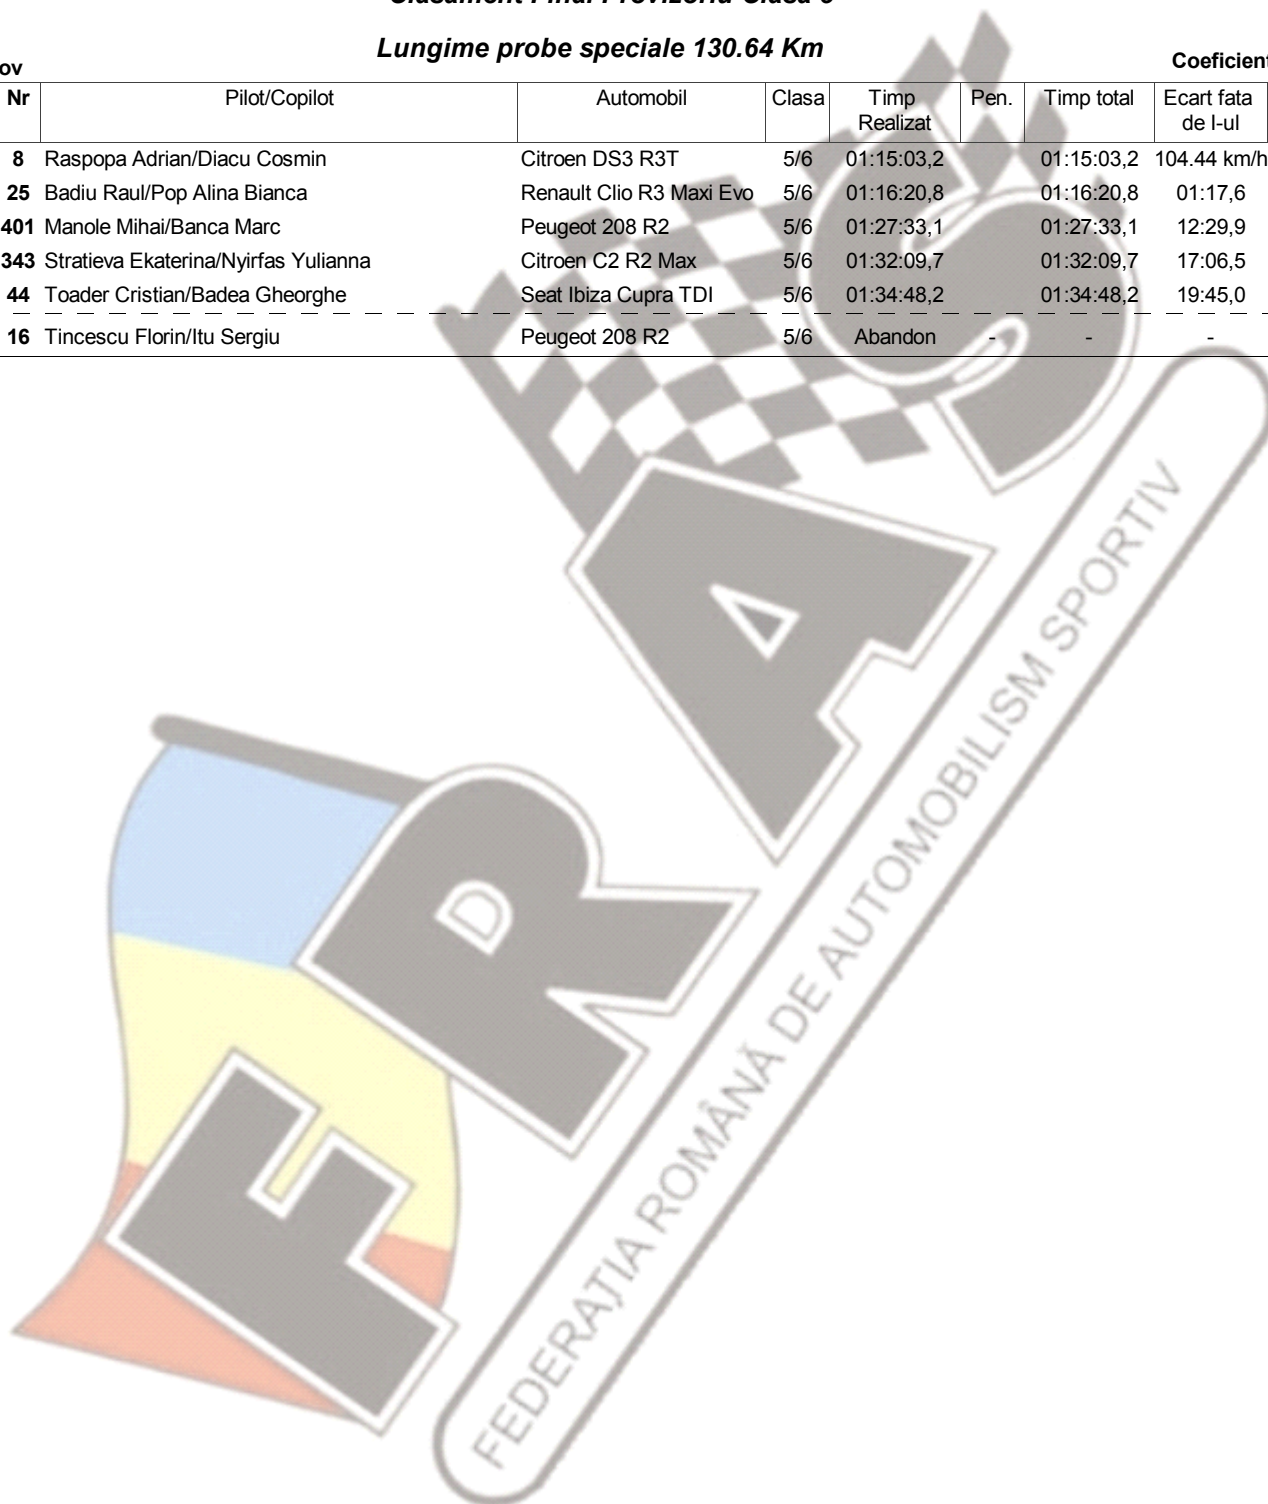 Lungime probe speciale 130.64 Km
ov Coeficient
Nr Pilot/Copilot Automobil Clasa Timp Realizat Pen. Timp total Ecart fata de l-ul
8 Raspopa Adrian/Diacu Cosmin Citroen DS3 R3T 5/6 01:15:03,2 01:15:03,2 104.44 km/h
25 Badiu Raul/Pop Alina Bianca Renault Clio R3 Maxi Evo 5/6 01:16:20,8 01:16:20,8 01:17,6
401 Manole Mihai/Banca Marc Peugeot 208 R2 5/6 01:27:33,1 01:27:33,1 12:29,9
343 Stratieva Ekaterina/Nyirfas Yulianna Citroen C2 R2 Max 5/6 01:32:09,7 01:32:09,7 17:06,5
44 Toader Cristian/Badea Gheorghe Seat Ibiza Cupra TDI 5/6 01:34:48,2 01:34:48,2 19:45,0
16 Tincescu Florin/Itu Sergiu Peugeot 208 R2 5/6 Abandon - - -
FRAS
FEDERAŢIA ROMÂNĂ DE AUTOMOBILISM SPORTIV